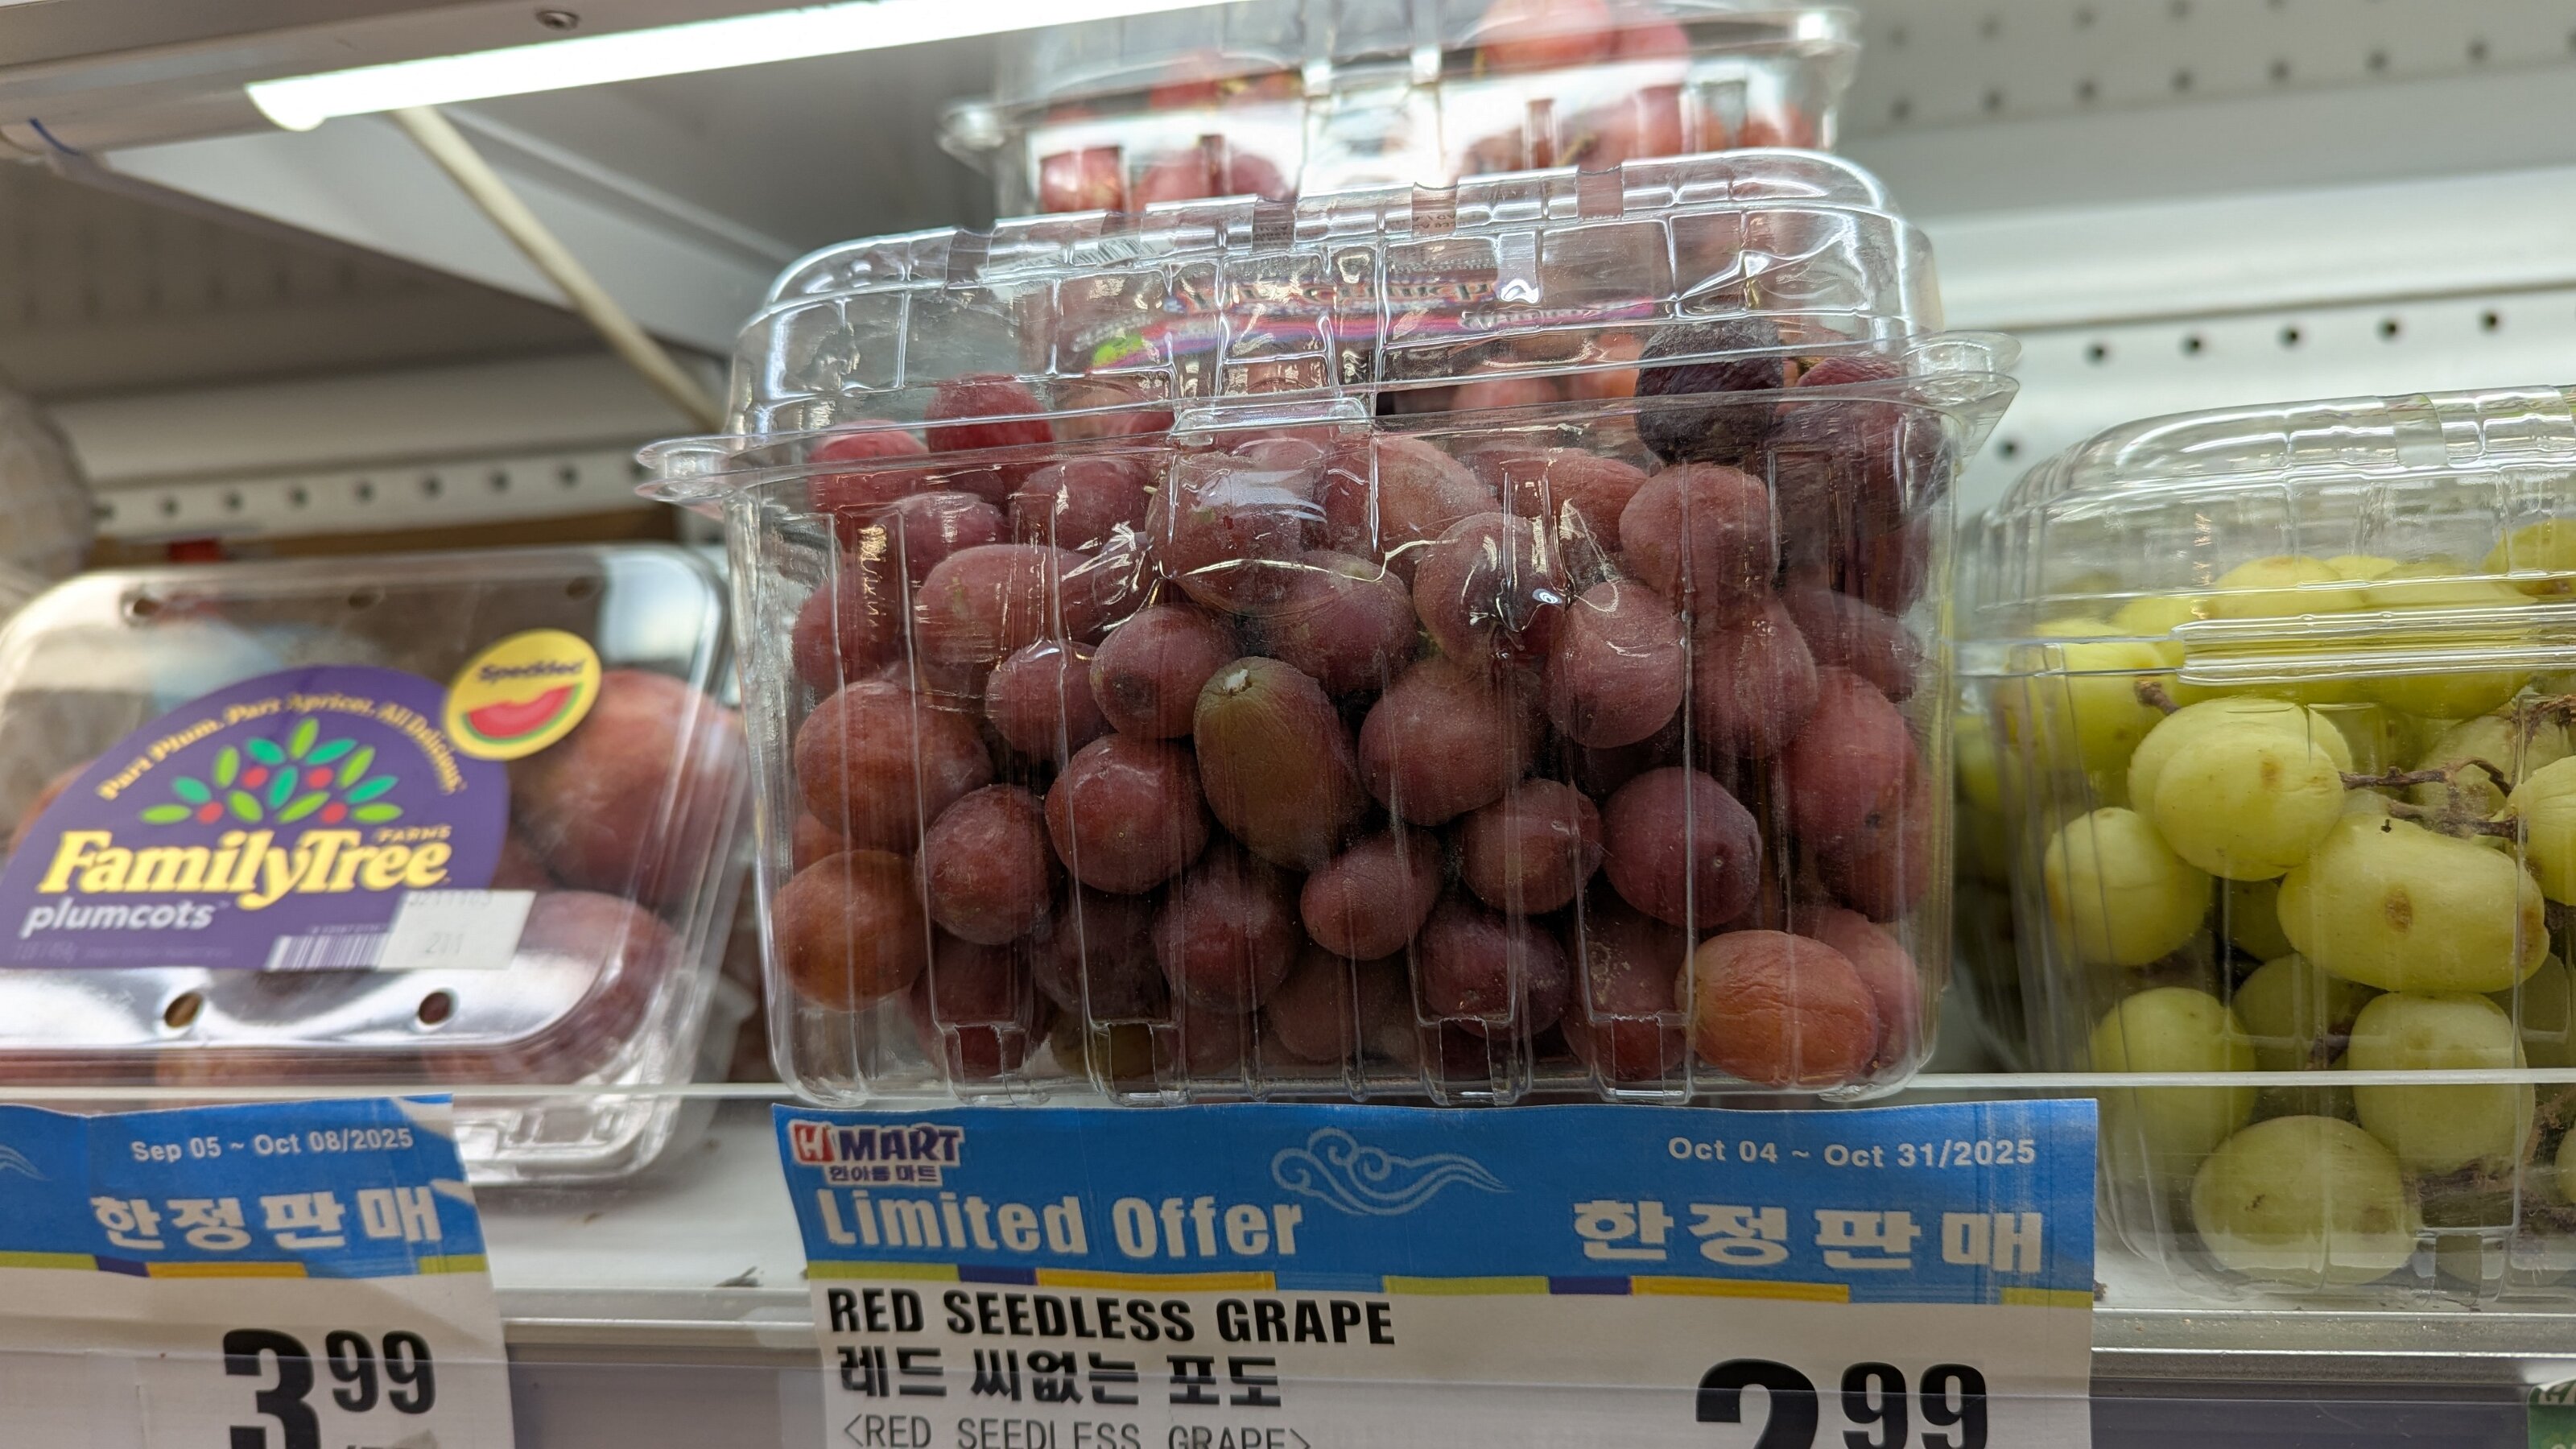 Speckled
Part Plum. Part Apricot. All Delicious.
FamilyTree
FARMS
plumcots
211
Sep 05 ~ Oct 08/2025
한정판매
3.99
H MART
한아름 마트
Oct 04 ~ Oct 31/2025
Limited Offer
한정판매
RED SEEDLESS GRAPE
레드 씨없는 포도
<RED SEEDLESS GRAPE>
2.99